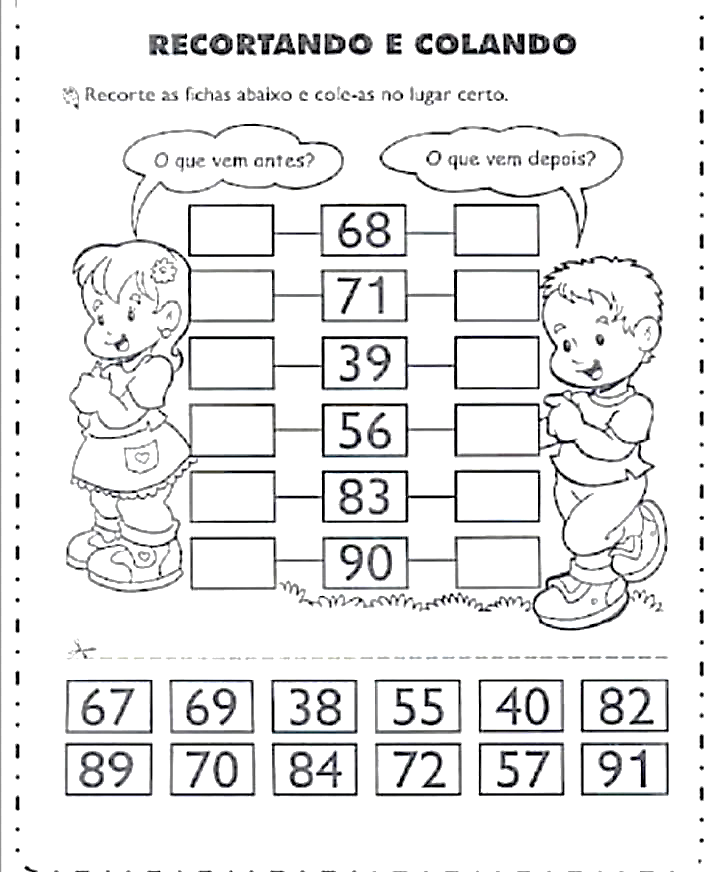 RECORTANDO E COLANDO
Recorte as fichas abaixo e cole-as no lugar certo.
O que vem antes?
O que vem depois?
68
71
39
56
83
90
67 69 38 55 40 82
89 70 84 72 57 91